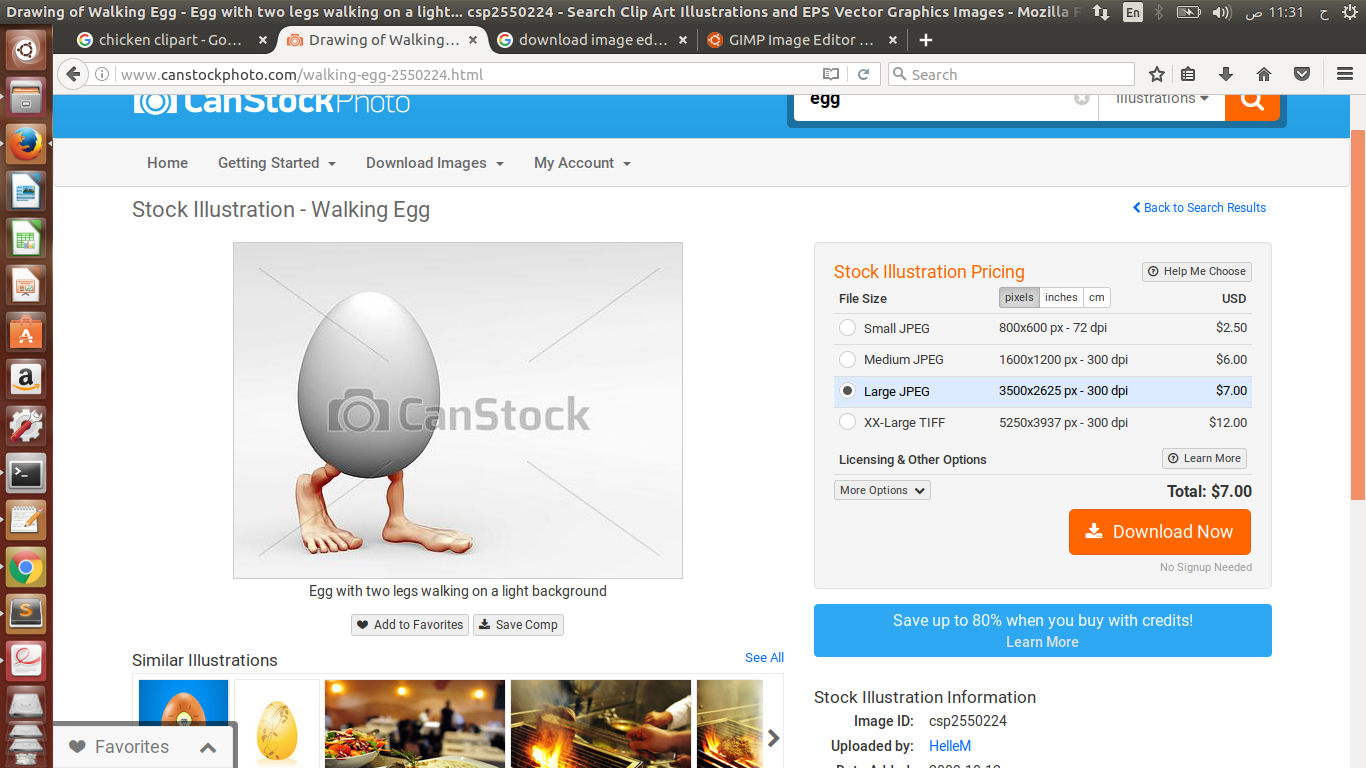 Drawing of Walking Egg - Egg with two legs walking on a light... csp2550224 - Search Clip Art Illustrations and EPS Vector Graphics Images - Mozilla F
En
ص 11:31 ح
chicken clipart - Go...
Drawing of Walking...
download image ed...
GIMP Image Editor ...
www.canstockphoto.com/walking-egg-2550224.html
Search
CanStockPhoto
egg
Illustrations
Home
Getting Started
Download Images
My Account
Stock Illustration - Walking Egg
Back to Search Results
CanStock
Egg with two legs walking on a light background
Add to Favorites
Save Comp
Similar Illustrations
See All
Favorites
Stock Illustration Pricing
Help Me Choose
File Size
pixels inches cm
USD
Small JPEG 800x600 px - 72 dpi $2.50
Medium JPEG 1600x1200 px - 300 dpi $6.00
Large JPEG 3500x2625 px - 300 dpi $7.00
XX-Large TIFF 5250x3937 px - 300 dpi $12.00
Licensing & Other Options
Learn More
More Options
Total: $7.00
Download Now
No Signup Needed
Save up to 80% when you buy with credits!
Learn More
Stock Illustration Information
Image ID: csp2550224
Uploaded by: HelleM